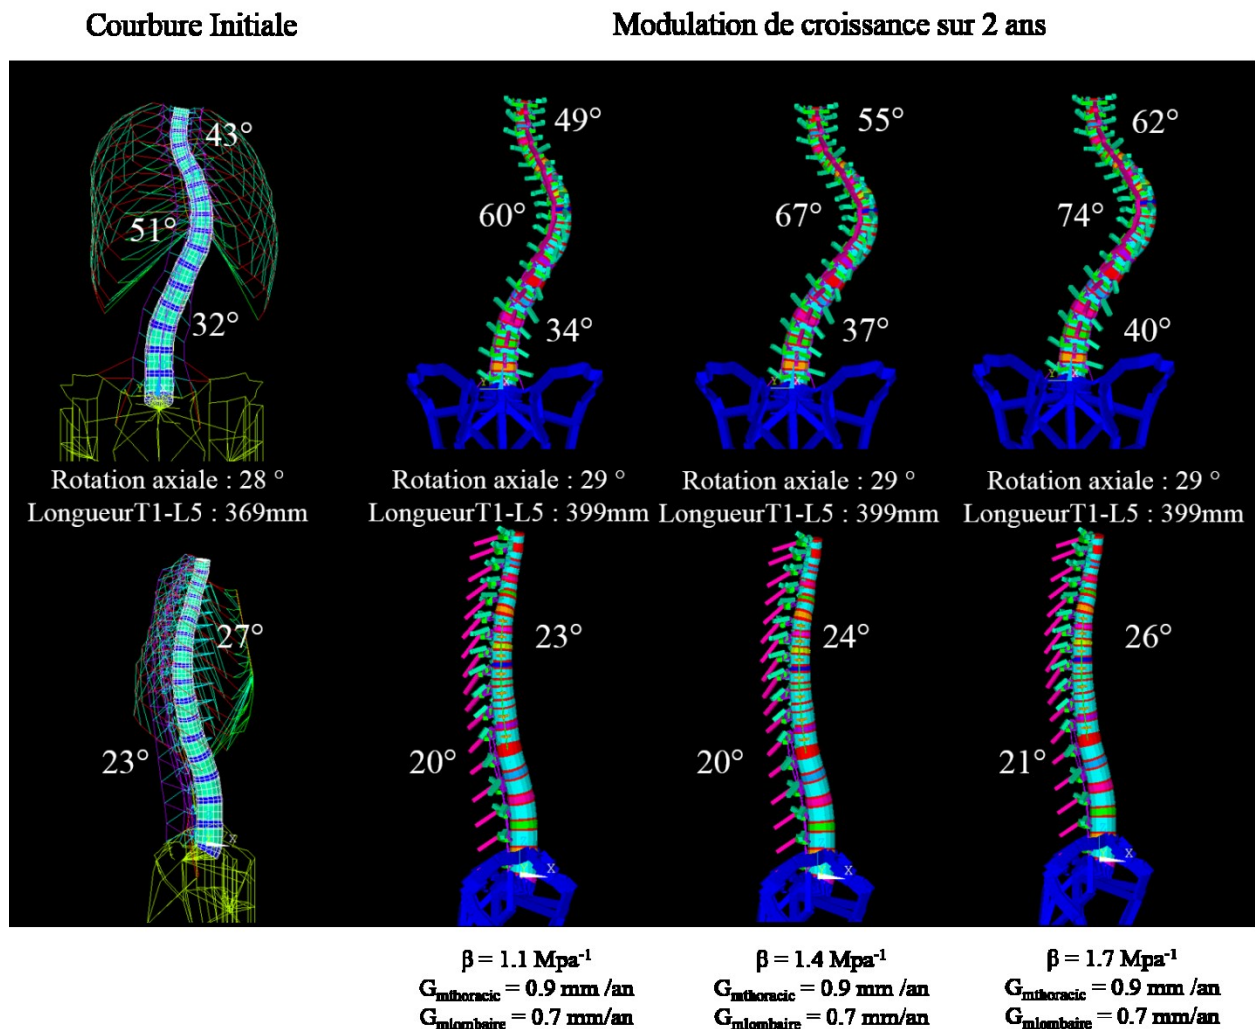 Courbure Initiale
Modulation de croissance sur 2 ans
43°
49°
55°
62°
51°
60°
67°
74°
32°
34°
37°
40°
Y
X
Y
X
Rotation axiale : 28 °
LongueurT1-L5 : 369mm
Rotation axiale : 29 °
LongueurT1-L5 : 399mm
Rotation axiale : 29 °
LongueurT1-L5 : 399mm
Rotation axiale : 29 °
LongueurT1-L5 : 399mm
27°
23°
24°
26°
23°
20°
20°
21°
X
X
X
X
β = 1.1 Mpa⁻¹
Gmthoracic = 0.9 mm /an
Gmlombaire = 0.7 mm/an
β = 1.4 Mpa⁻¹
Gmthoracic = 0.9 mm /an
Gmlombaire = 0.7 mm/an
β = 1.7 Mpa⁻¹
Gmthoracic = 0.9 mm /an
Gmlombaire = 0.7 mm/an